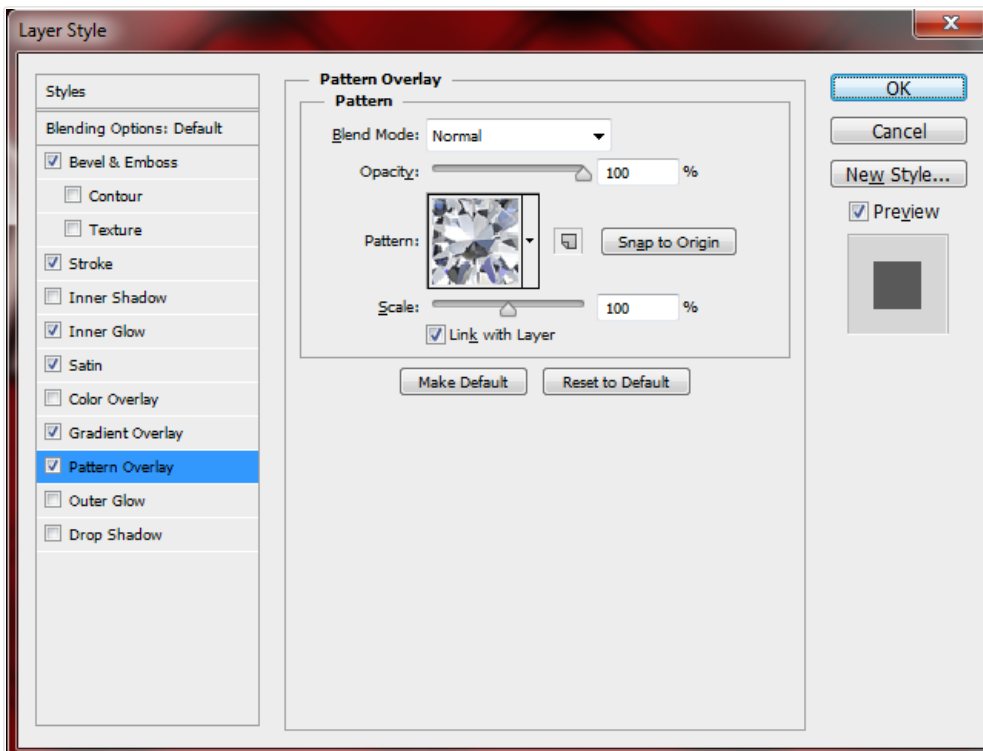 Layer Style
Styles
Blending Options: Default
Bevel & Emboss
Contour
Texture
Stroke
Inner Shadow
Inner Glow
Satin
Color Overlay
Gradient Overlay
Pattern Overlay
Outer Glow
Drop Shadow
Pattern Overlay
Pattern
Blend Mode: Normal
Opacity: 100 %
Pattern: Snap to Origin
Scale: 100 %
Link with Layer
Make Default Reset to Default
OK
Cancel
New Style...
Preview